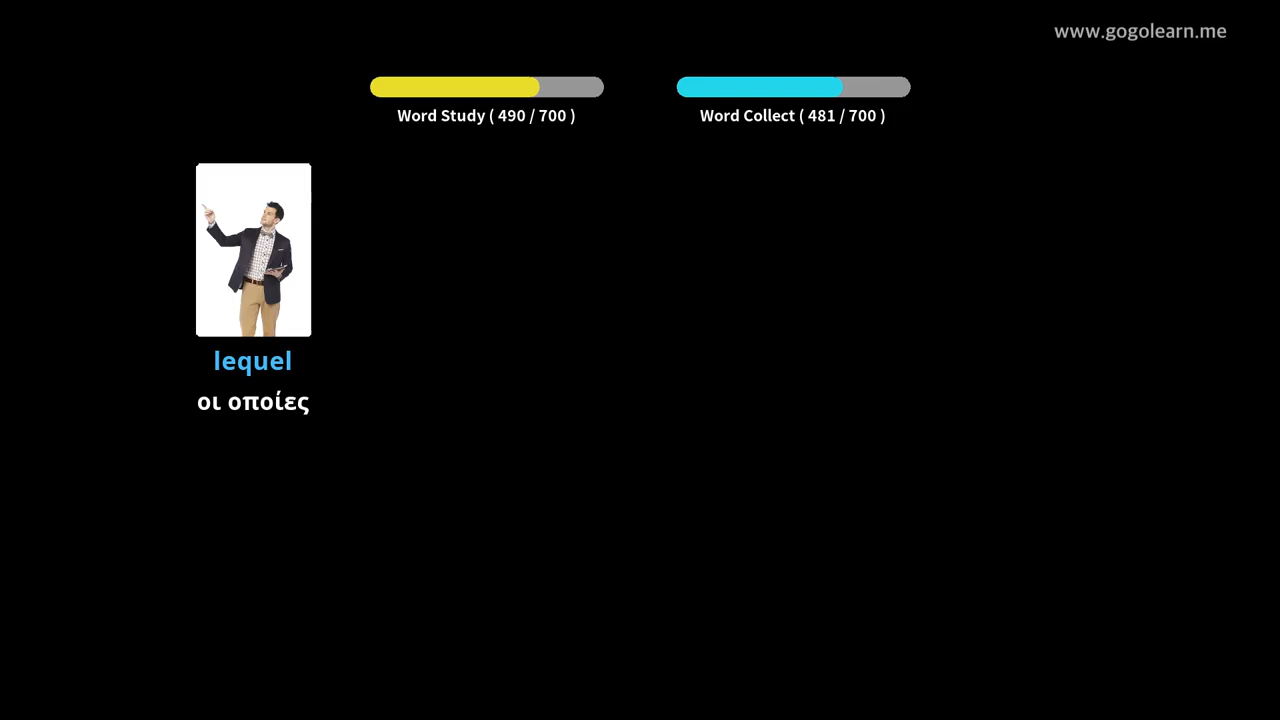 www.gogolearn.me
Word Study ( 490 / 700 )
Word Collect ( 481 / 700 )
lequel
οι οποίες